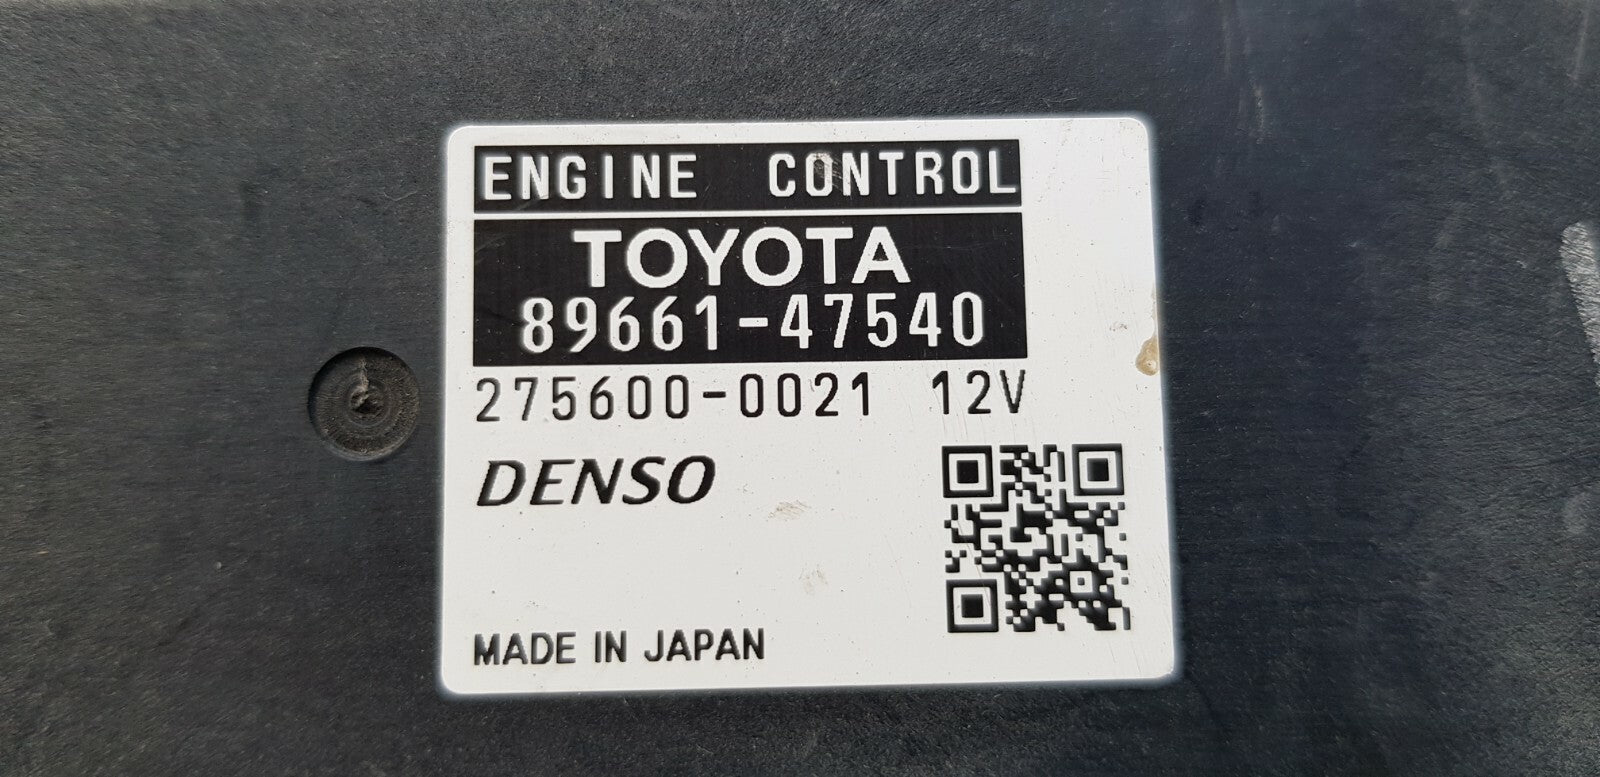 ENGINE CONTROL
TOYOTA
89661-47540
275600-0021 12V
DENSO
MADE IN JAPAN